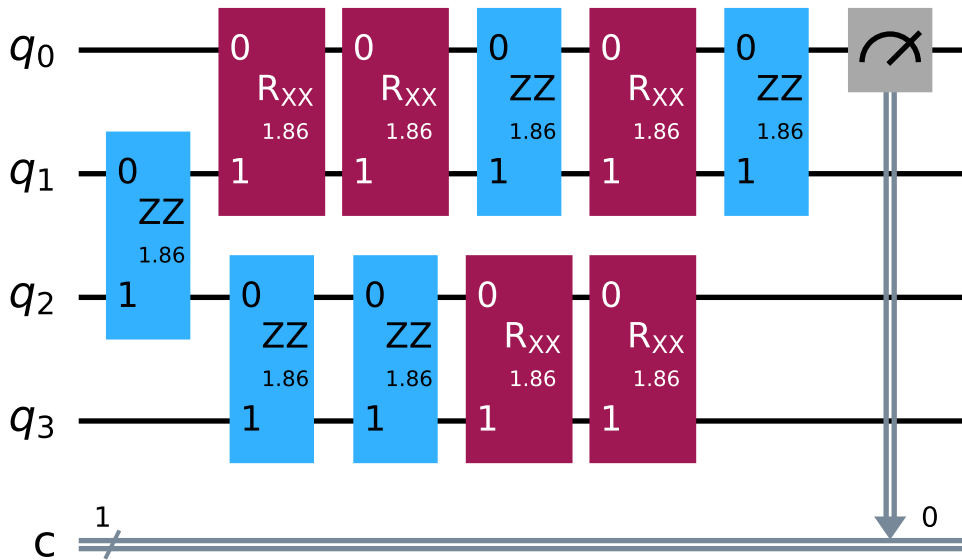 q0 0 0 0 0 0
RXX RXX ZZ RXX ZZ
1.86 1.86 1.86 1.86 1.86
q1 0 1 1 1 1 1
ZZ
1.86
q2 1 0 0 0 0
ZZ ZZ RXX RXX
1.86 1.86 1.86 1.86
q3 1 1 1 1
1 0
c